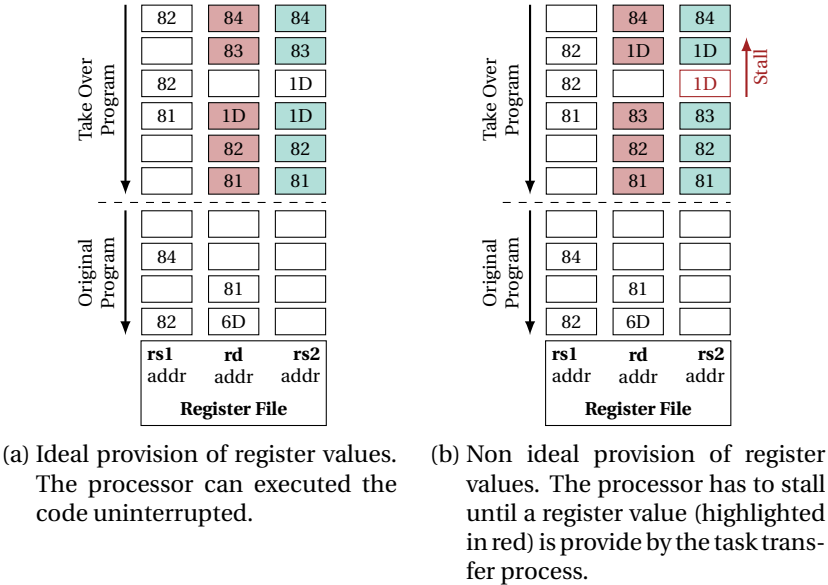 82 84 84
83 83
82 1D
81 1D 1D
82 82
81 81
Take Over
Program
84
81
82 6D
Original
Program
rs1 rd rs2
addr addr addr
Register File
(a) Ideal provision of register values.
The processor can executed the
code uninterrupted.
84 84
82 1D 1D
82 1D
81 83 83
82 82
81 81
Stall
Take Over
Program
84
81
82 6D
Original
Program
rs1 rd rs2
addr addr addr
Register File
(b) Non ideal provision of register
values. The processor has to stall
until a register value (highlighted
in red) is provide by the task trans-
fer process.